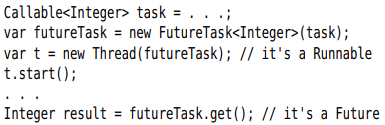 Callable<Integer> task = . . .;
var futureTask = new FutureTask<Integer>(task);
var t = new Thread(futureTask); // it's a Runnable
t.start();
. . .
Integer result = futureTask.get(); // it's a Future